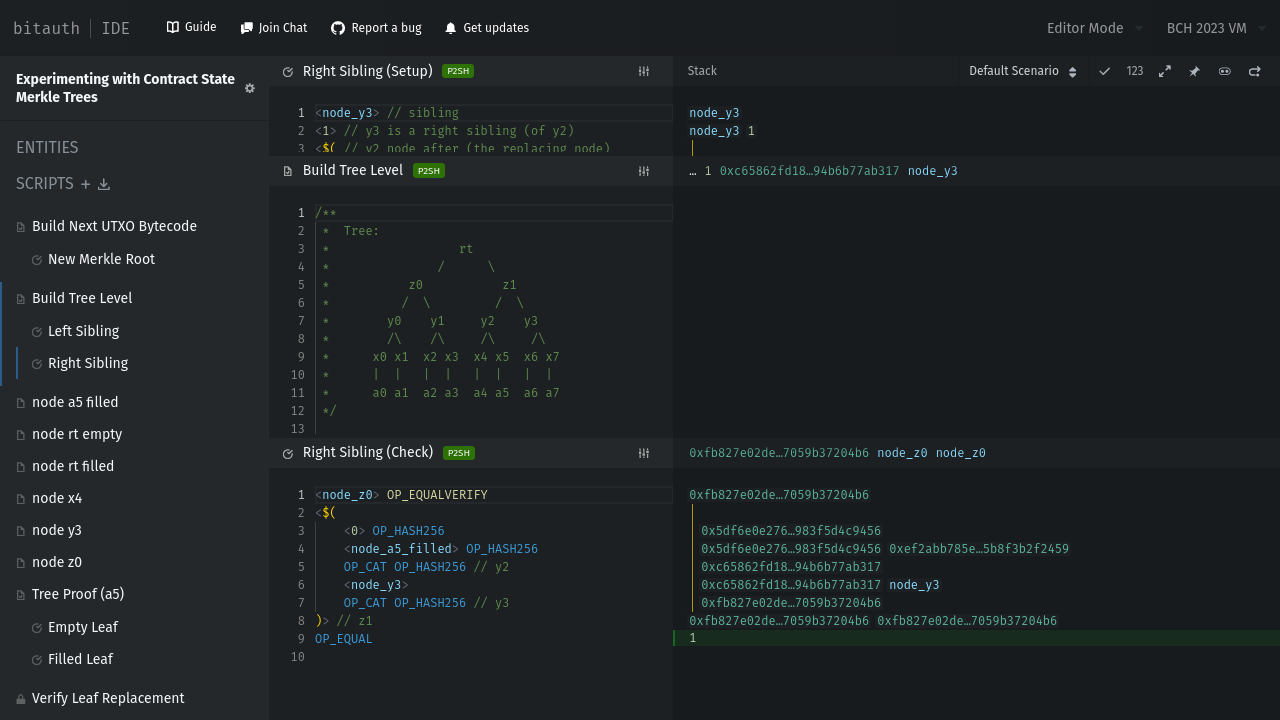 bitauth | IDE
Guide
Join Chat
Report a bug
Get updates
Editor Mode
BCH 2023 VM
Experimenting with Contract State
Merkle Trees
ENTITIES
SCRIPTS
Build Next UTXO Bytecode
New Merkle Root
Build Tree Level
Left Sibling
Right Sibling
node a5 filled
node rt empty
node rt filled
node x4
node y3
node z0
Tree Proof (a5)
Empty Leaf
Filled Leaf
Verify Leaf Replacement
Right Sibling (Setup) P2SH
1 <node_y3> // sibling
2 <1> // y3 is a right sibling (of y2)
3 <$( // y2 node after (the replacing node)
Stack
Default Scenario
123
node_y3
node_y3 1
Build Tree Level P2SH
… 1 0xc65862fd18…94b6b77ab317 node_y3
1 /**
2  *  Tree:
3  *                  rt
4  *               /      \
5  *           z0           z1
6  *          /  \         /  \
7  *        y0    y1     y2    y3
8  *        /\    /\     /\     /\
9  *      x0 x1  x2 x3  x4 x5  x6 x7
10  *      |  |   |  |   |  |   |  |
11  *      a0 a1  a2 a3  a4 a5  a6 a7
12  */
13
Right Sibling (Check) P2SH
0xfb827e02de…7059b37204b6 node_z0 node_z0
1 <node_z0> OP_EQUALVERIFY
2 <$(
3     <0> OP_HASH256
4     <node_a5_filled> OP_HASH256
5     OP_CAT OP_HASH256 // y2
6     <node_y3>
7     OP_CAT OP_HASH256 // y3
8 )> // z1
9 OP_EQUAL
10
0xfb827e02de…7059b37204b6
0x5df6e0e276…983f5d4c9456
0x5df6e0e276…983f5d4c9456 0xef2abb785e…5b8f3b2f2459
0xc65862fd18…94b6b77ab317
0xc65862fd18…94b6b77ab317 node_y3
0xfb827e02de…7059b37204b6
0xfb827e02de…7059b37204b6 0xfb827e02de…7059b37204b6
1